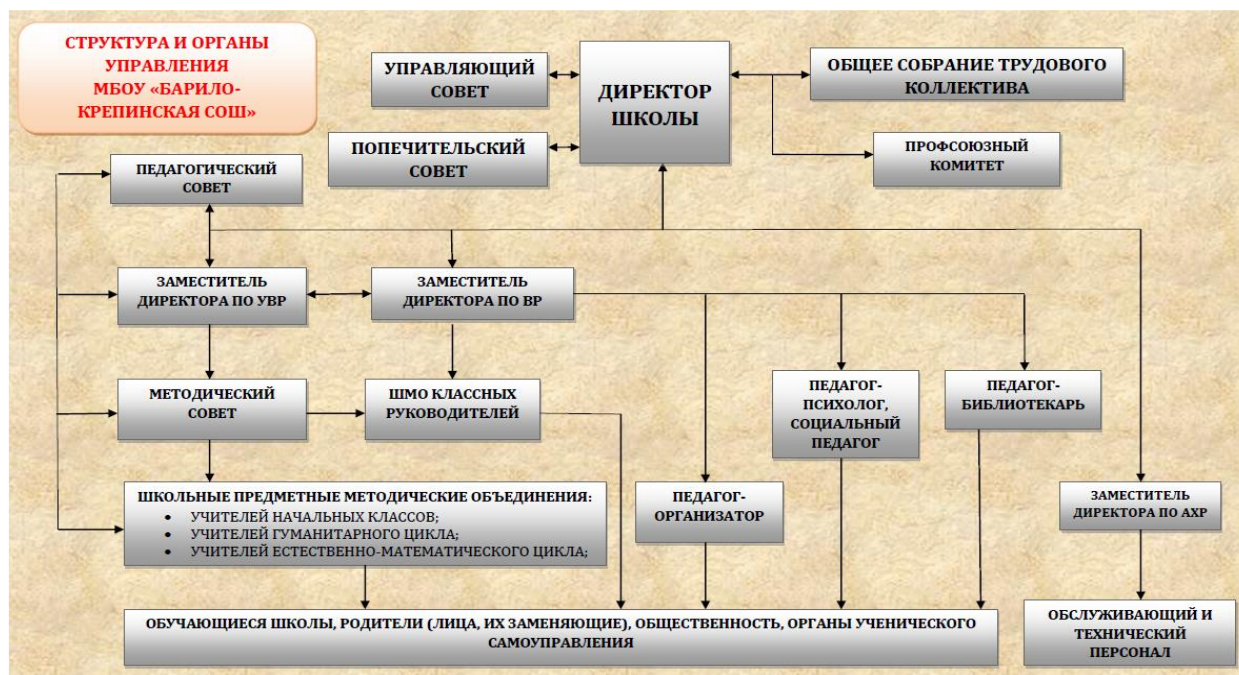 СТРУКТУРА И ОРГАНЫ
УПРАВЛЕНИЯ
МБОУ «БАРИЛО-
КРЕПИНСКАЯ СОШ»
УПРАВЛЯЮЩИЙ
СОВЕТ
ДИРЕКТОР
ШКОЛЫ
ОБЩЕЕ СОБРАНИЕ ТРУДОВОГО
КОЛЛЕКТИВА
ПОПЕЧИТЕЛЬСКИЙ
СОВЕТ
ПРОФСОЮЗНЫЙ
КОМИТЕТ
ПЕДАГОГИЧЕСКИЙ
СОВЕТ
ЗАМЕСТИТЕЛЬ
ДИРЕКТОРА ПО УВР
ЗАМЕСТИТЕЛЬ
ДИРЕКТОРА ПО ВР
МЕТОДИЧЕСКИЙ
СОВЕТ
ШМО КЛАССНЫХ
РУКОВОДИТЕЛЕЙ
ПЕДАГОГ-
ПСИХОЛОГ,
СОЦИАЛЬНЫЙ
ПЕДАГОГ
ПЕДАГОГ-
БИБЛИОТЕКАРЬ
ШКОЛЬНЫЕ ПРЕДМЕТНЫЕ МЕТОДИЧЕСКИЕ ОБЪЕДИНЕНИЯ:
• УЧИТЕЛЕЙ НАЧАЛЬНЫХ КЛАССОВ;
• УЧИТЕЛЕЙ ГУМАНИТАРНОГО ЦИКЛА;
• УЧИТЕЛЕЙ ЕСТЕСТВЕННО-МАТЕМАТИЧЕСКОГО ЦИКЛА;
ПЕДАГОГ-
ОРГАНИЗАТОР
ЗАМЕСТИТЕЛЬ
ДИРЕКТОРА ПО АХР
ОБУЧАЮЩИЕСЯ ШКОЛЫ, РОДИТЕЛИ (ЛИЦА, ИХ ЗАМЕНЯЮЩИЕ), ОБЩЕСТВЕННОСТЬ, ОРГАНЫ УЧЕНИЧЕСКОГО
САМОУПРАВЛЕНИЯ
ОБСЛУЖИВАЮЩИЙ И
ТЕХНИЧЕСКИЙ
ПЕРСОНАЛ